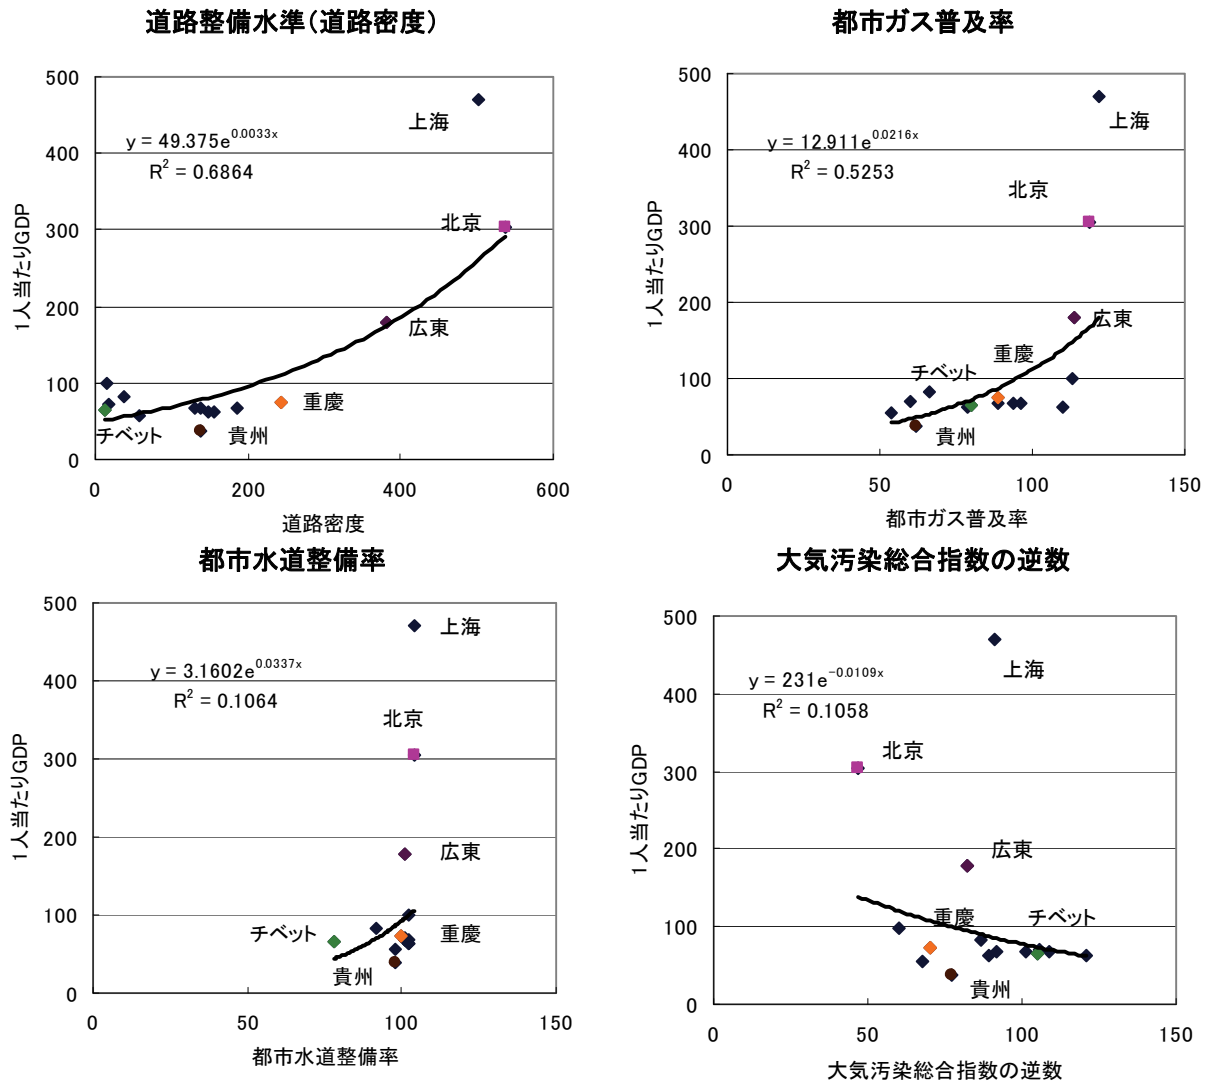 道路整備水準(道路密度)
500
400
300
200
100
0
0
200
400
600
1人当たりGDP
道路密度
y = 49.375e^0.0033x
R^2 = 0.6864
上海
北京
広東
重慶
チベット
貴州
都市ガス普及率
500
400
300
200
100
0
0
50
100
150
1人当たりGDP
都市ガス普及率
y = 12.911e^0.0216x
R^2 = 0.5253
上海
北京
広東
重慶
チベット
貴州
都市水道整備率
500
400
300
200
100
0
0
50
100
150
1人当たりGDP
都市水道整備率
y = 3.1602e^0.0337x
R^2 = 0.1064
上海
北京
広東
チベット
重慶
貴州
大気汚染総合指数の逆数
500
400
300
200
100
0
0
50
100
150
1人当たりGDP
大気汚染総合指数の逆数
y = 231e^-0.0109x
R^2 = 0.1058
上海
北京
広東
重慶
チベット
貴州